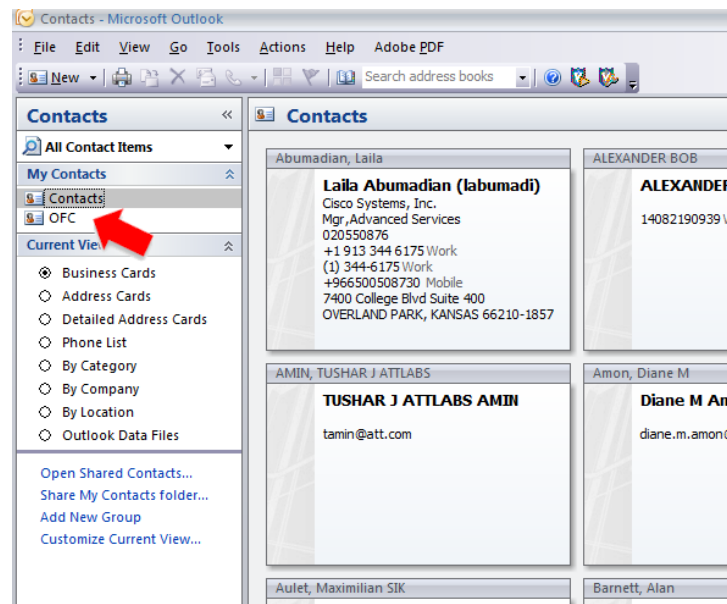 Contacts - Microsoft Outlook
File Edit View Go Tools Actions Help Adobe PDF
New Search address books
Contacts «
All Contact Items
My Contacts
Contacts
OFC
Current
Business Cards
Address Cards
Detailed Address Cards
Phone List
By Category
By Company
By Location
Outlook Data Files
Open Shared Contacts...
Share My Contacts folder...
Add New Group
Customize Current View...
Contacts
Abumadian, Laila
Laila Abumadian (labumadi)
Cisco Systems, Inc.
Mgr,Advanced Services
020550876
+1 913 344 6175 Work
(1) 344-6175 Work
+966500508730 Mobile
7400 College Blvd Suite 400
OVERLAND PARK, KANSAS 66210-1857
ALEXANDER BOB
ALEXANDER
14082190939
AMIN, TUSHAR J ATTLABS
TUSHAR J ATTLABS AMIN
tamin@att.com
Amon, Diane M
Diane M
diane.m.amon
Aulet, Maximilian SIK
Barnett, Alan